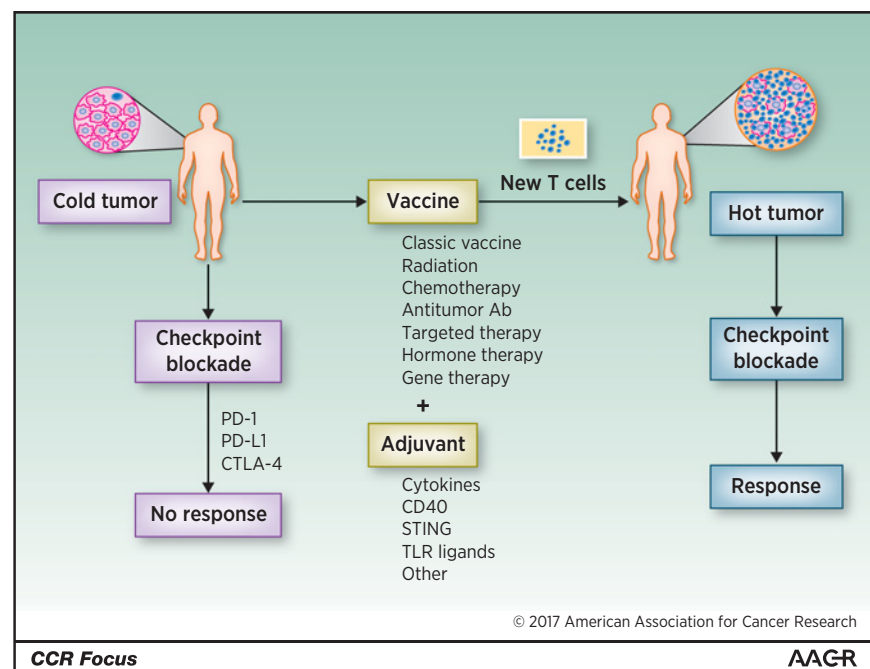 Cold tumor
Checkpoint
blockade
PD-1
PD-L1
CTLA-4
No response
Vaccine
Classic vaccine
Radiation
Chemotherapy
Antitumor Ab
Targeted therapy
Hormone therapy
Gene therapy
+
Adjuvant
Cytokines
CD40
STING
TLR ligands
Other
New T cells
Hot tumor
Checkpoint
blockade
Response
© 2017 American Association for Cancer Research
CCR Focus
AACR